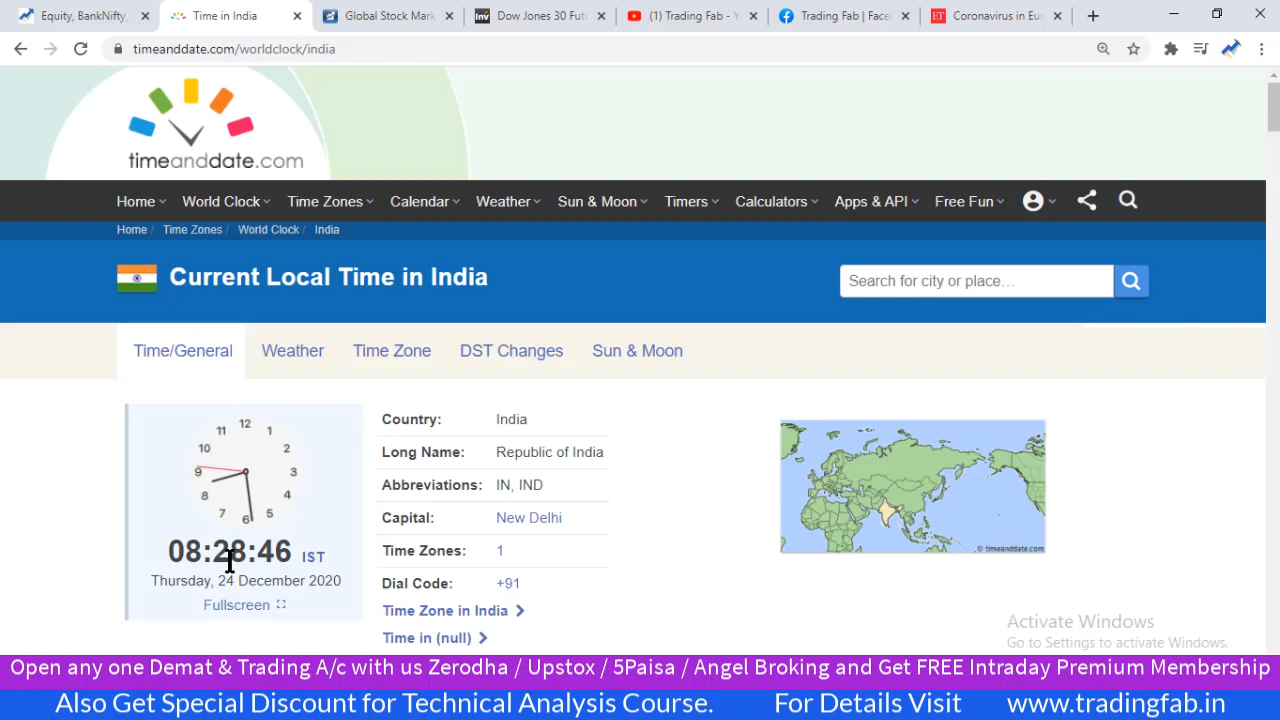 Equity, BankNifty,
Time in India
Global Stock Mark
Inv
Dow Jones 30 Futu
(1) Trading Fab - Y
Trading Fab | Face
ET
Coronavirus in Eur
timeanddate.com/worldclock/india
timeanddate.com
Home
World Clock
Time Zones
Calendar
Weather
Sun & Moon
Timers
Calculators
Apps & API
Free Fun
Home / Time Zones / World Clock / India
Current Local Time in India
Search for city or place…
Time/General
Weather
Time Zone
DST Changes
Sun & Moon
12
1
2
3
4
5
6
7
8
9
10
11
08:28:46 IST
Thursday, 24 December 2020
Fullscreen
Country: India
Long Name: Republic of India
Abbreviations: IN, IND
Capital: New Delhi
Time Zones: 1
Dial Code: +91
Time Zone in India
Time in (null)
© timeanddate.com
Activate Windows
Go to Settings to activate Windows.
Open any one Demat & Trading A/c with us Zerodha / Upstox / 5Paisa / Angel Broking and Get FREE Intraday Premium Membership
Also Get Special Discount for Technical Analysis Course. For Details Visit www.tradingfab.in